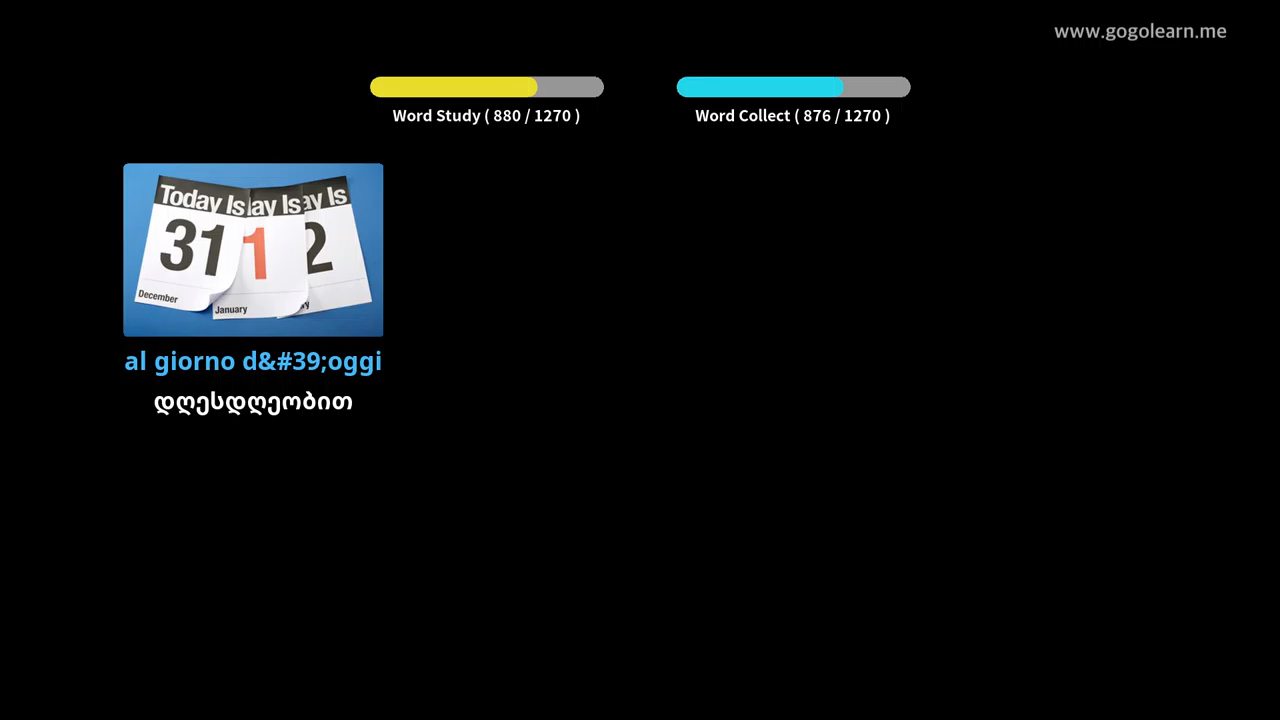 www.gogolearn.me
Word Study ( 880 / 1270 )
Word Collect ( 876 / 1270 )
Today Is
ay Is
ay Is
31
1
2
December
January
ry
al giorno d&#39;oggi
დღესდღეობით